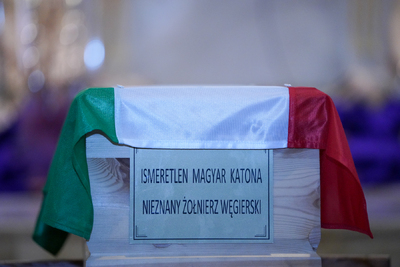 ISMERETLEN MAGYAR KATONA
NIEZNANY ŻOŁNIERZ WĘGIERSKI